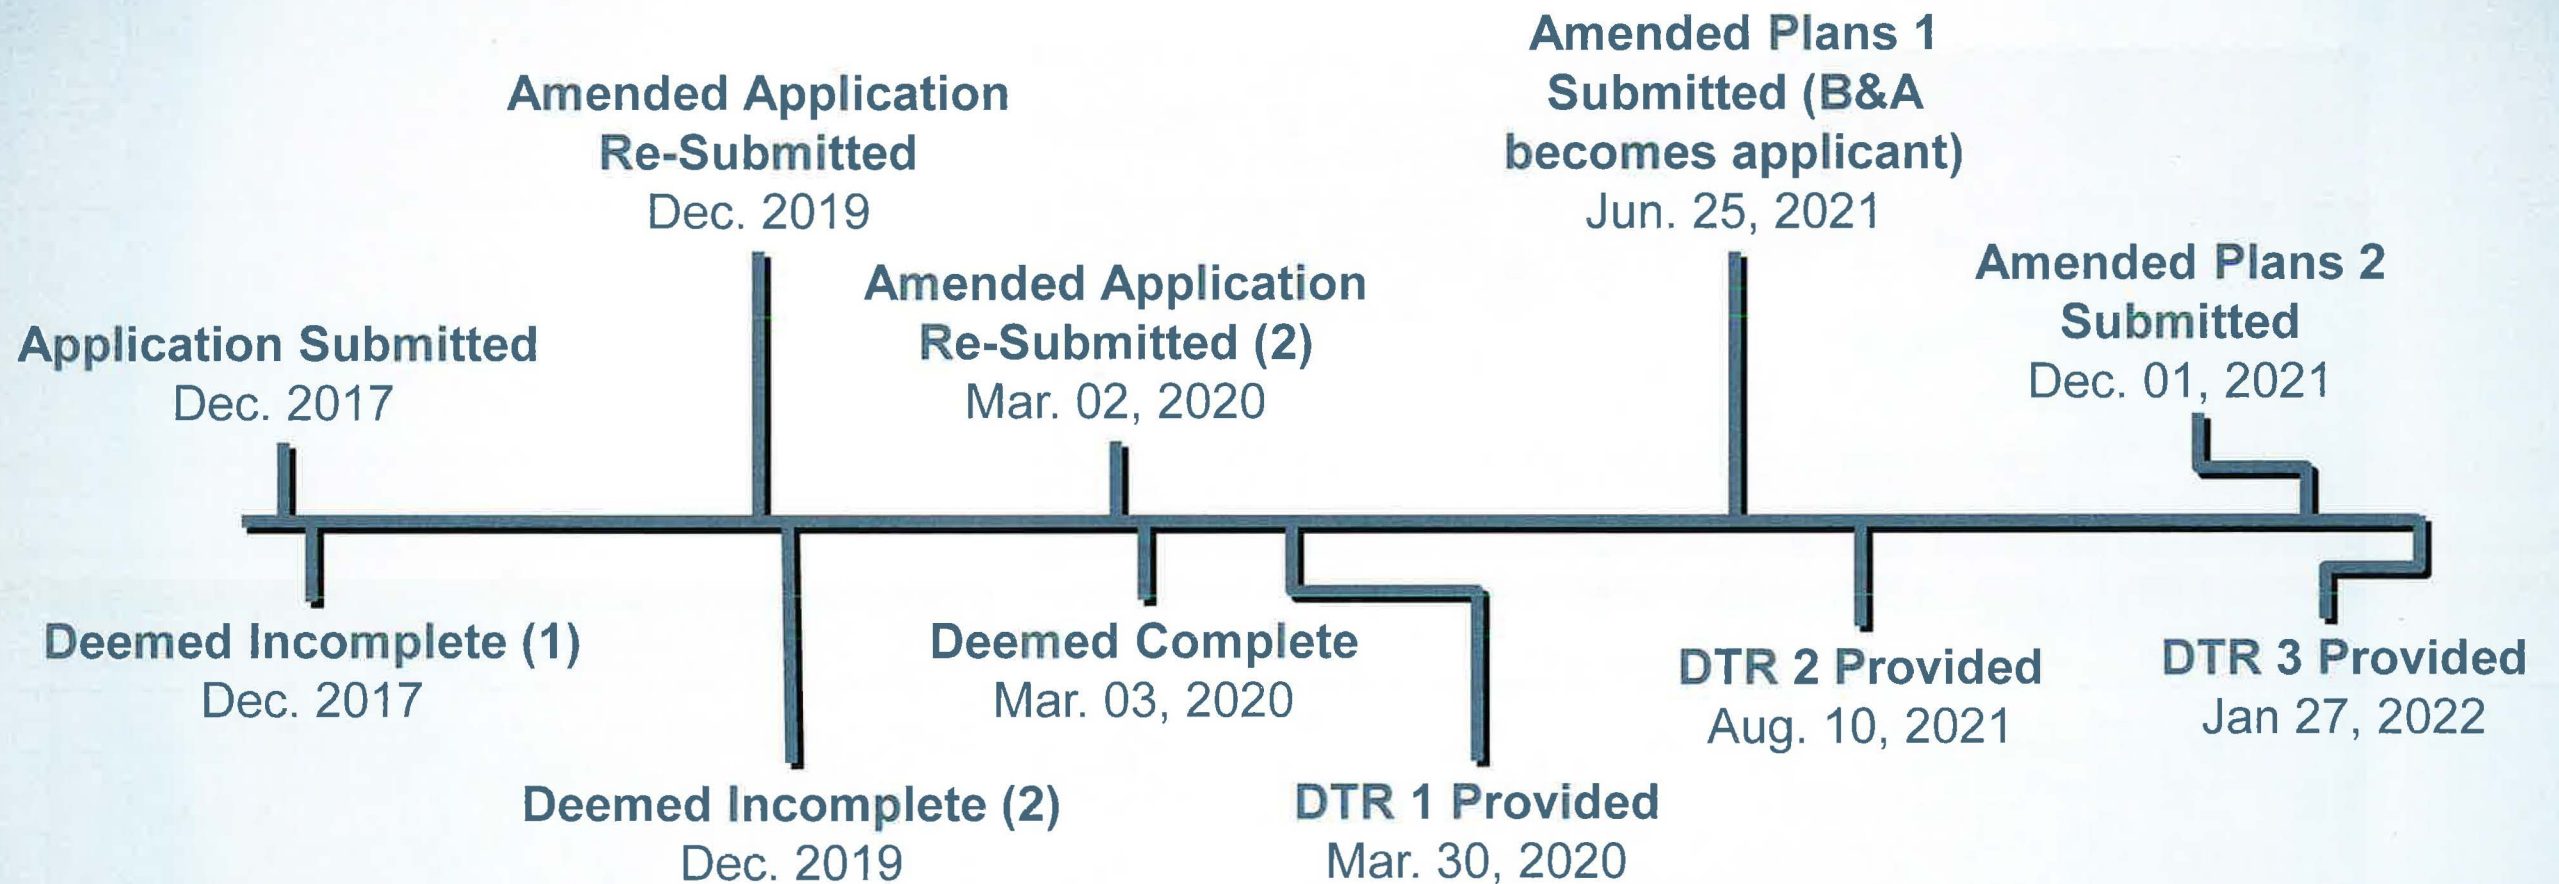 Application Submitted
Dec. 2017
Deemed Incomplete (1)
Dec. 2017
Amended Application
Re-Submitted
Dec. 2019
Deemed Incomplete (2)
Dec. 2019
Amended Application
Re-Submitted (2)
Mar. 02, 2020
Deemed Complete
Mar. 03, 2020
DTR 1 Provided
Mar. 30, 2020
Amended Plans 1
Submitted (B&A
becomes applicant)
Jun. 25, 2021
DTR 2 Provided
Aug. 10, 2021
Amended Plans 2
Submitted
Dec. 01, 2021
DTR 3 Provided
Jan 27, 2022